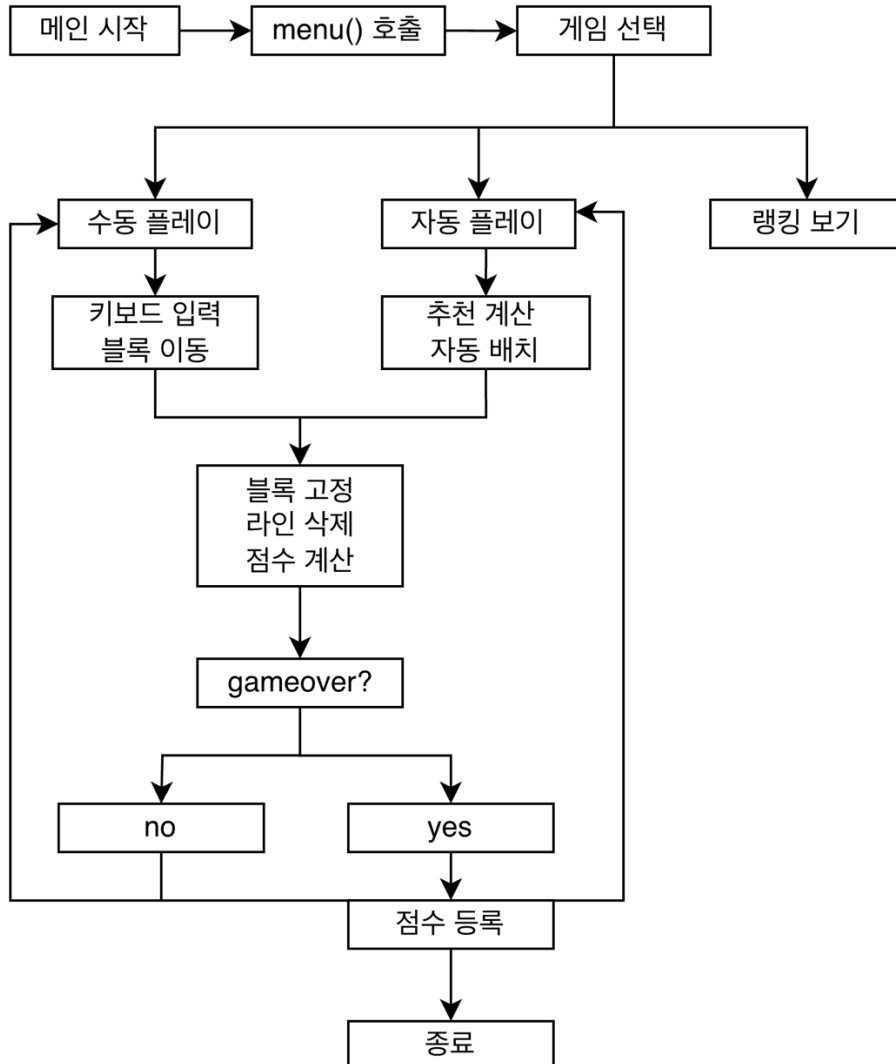 메인 시작
menu() 호출
게임 선택
수동 플레이
자동 플레이
랭킹 보기
키보드 입력
블록 이동
추천 계산
자동 배치
블록 고정
라인 삭제
점수 계산
gameover?
no
yes
점수 등록
종료